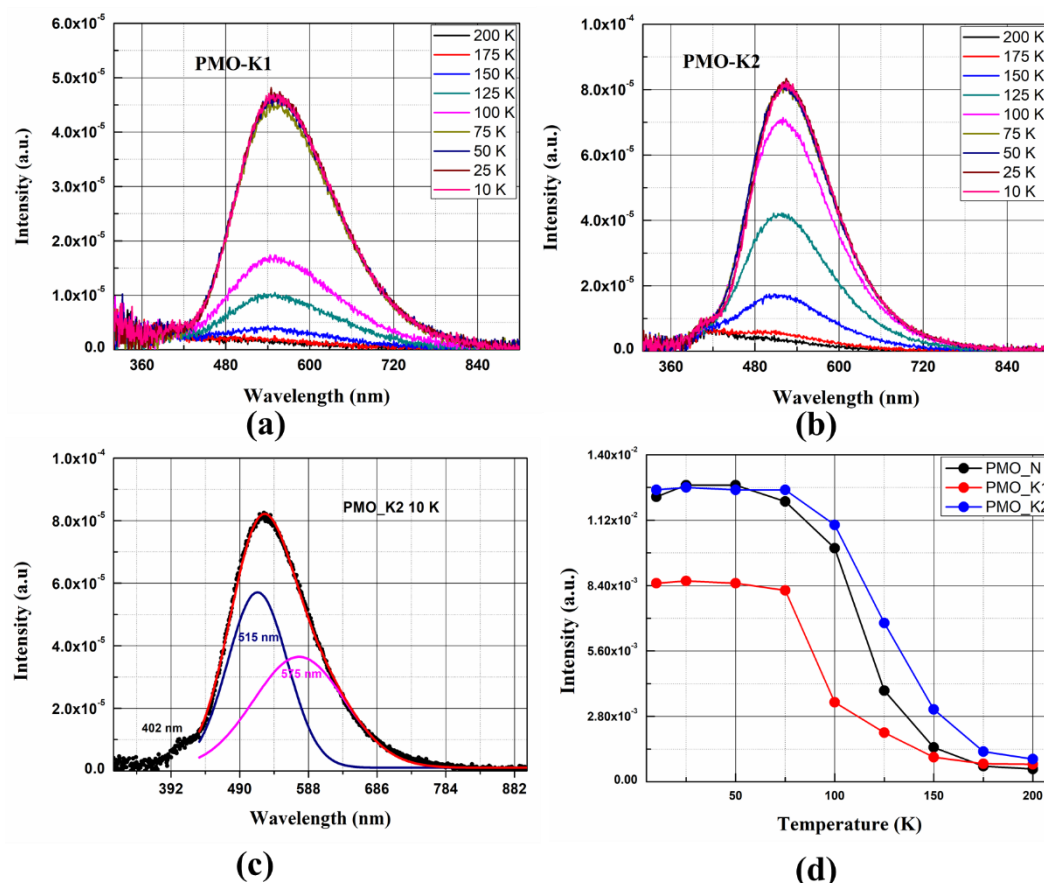 PMO-K1
200 K
175 K
150 K
125 K
100 K
75 K
50 K
25 K
10 K
6.0x10⁻⁵
5.0x10⁻⁵
4.0x10⁻⁵
3.0x10⁻⁵
2.0x10⁻⁵
1.0x10⁻⁵
0.0
Intensity (a.u.)
360 480 600 720 840
Wavelength (nm)
(a)
PMO-K2
200 K
175 K
150 K
125 K
100 K
75 K
50 K
25 K
10 K
1.0x10⁻⁴
8.0x10⁻⁵
6.0x10⁻⁵
4.0x10⁻⁵
2.0x10⁻⁵
0.0
Intensity (a.u.)
360 480 600 720 840
Wavelength (nm)
(b)
PMO_K2 10 K
1.0x10⁻⁴
8.0x10⁻⁵
6.0x10⁻⁵
4.0x10⁻⁵
2.0x10⁻⁵
0.0
Intensity (a.u)
515 nm
575 nm
402 nm
392 490 588 686 784 882
Wavelength (nm)
(c)
PMO_N
PMO_K1
PMO_K2
1.40x10⁻²
1.12x10⁻²
8.40x10⁻³
5.60x10⁻³
2.80x10⁻³
0.00
Intensity (a.u.)
50 100 150 200
Temperature (K)
(d)